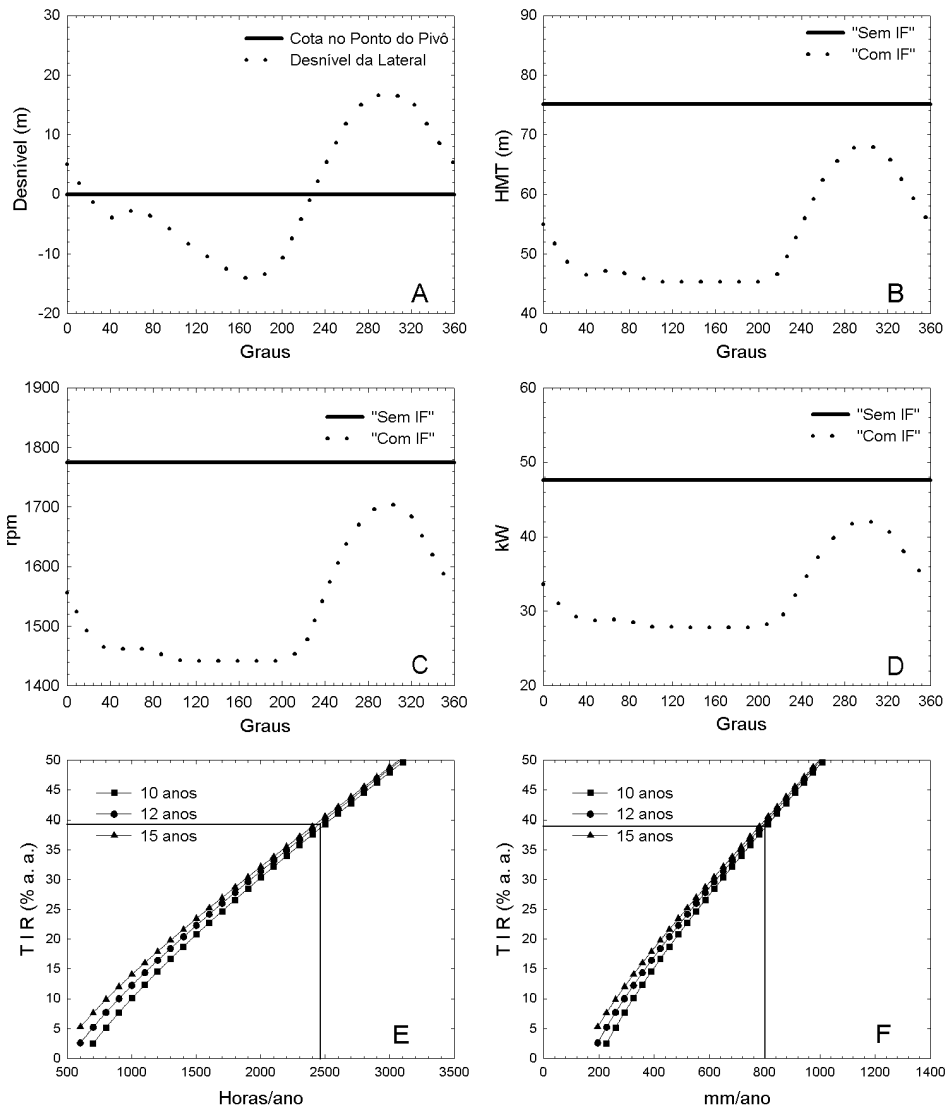 30
20
10
0
-10
-20
Desnível (m)
Cota no Ponto do Pivô
Desnível da Lateral
A
0 40 80 120 160 200 240 280 320 360
Graus
80
70
60
50
40
HMT (m)
"Sem IF"
"Com IF"
B
0 40 80 120 160 200 240 280 320 360
Graus
1900
1800
1700
1600
1500
1400
rpm
"Sem IF"
"Com IF"
C
0 40 80 120 160 200 240 280 320 360
Graus
60
50
40
30
20
kW
"Sem IF"
"Com IF"
D
0 40 80 120 160 200 240 280 320 360
Graus
50
45
40
35
30
25
20
15
10
5
0
T I R (% a. a.)
10 anos
12 anos
15 anos
E
500 1000 1500 2000 2500 3000 3500
Horas/ano
50
45
40
35
30
25
20
15
10
5
0
T I R (% a. a.)
10 anos
12 anos
15 anos
F
0 200 400 600 800 1000 1200 1400
mm/ano